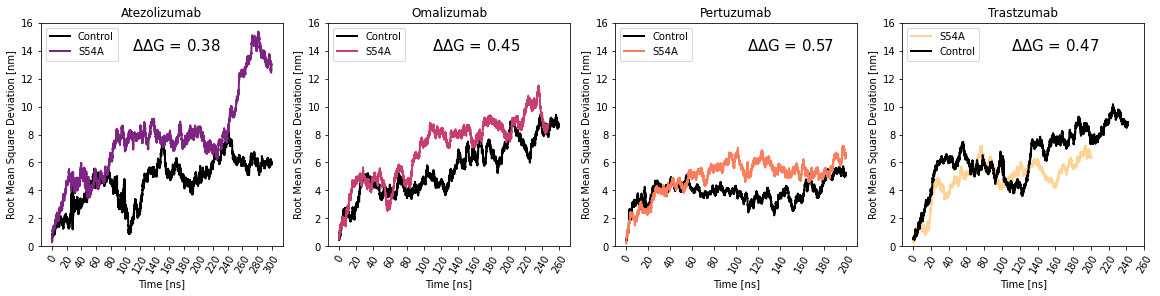 Atezolizumab
Control
S54A
ΔΔG = 0.38
Root Mean Square Deviation [nm]
16
14
12
10
8
6
4
2
0
0 20 40 60 80 100 120 140 160 180 200 220 240 260 280 300
Time [ns]
Omalizumab
Control
S54A
ΔΔG = 0.45
Root Mean Square Deviation [nm]
16
14
12
10
8
6
4
2
0
0 20 40 60 80 100 120 140 160 180 200 220 240 260
Time [ns]
Pertuzumab
Control
S54A
ΔΔG = 0.57
Root Mean Square Deviation [nm]
16
14
12
10
8
6
4
2
0
0 20 40 60 80 100 120 140 160 180 200
Time [ns]
Trastzumab
S54A
Control
ΔΔG = 0.47
Root Mean Square Deviation [nm]
16
14
12
10
8
6
4
2
0
0 20 40 60 80 100 120 140 160 180 200 220 240 260
Time [ns]